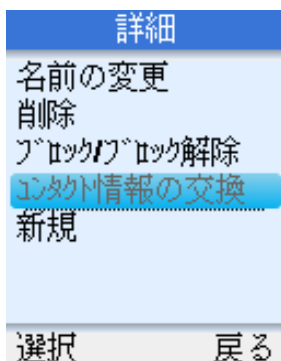 詳細
名前の変更
削除
ﾌﾞﾛｯｸ/ﾌﾞﾛｯｸ解除
ｺﾝﾀｸﾄ情報の交換
新規
選択 戻る